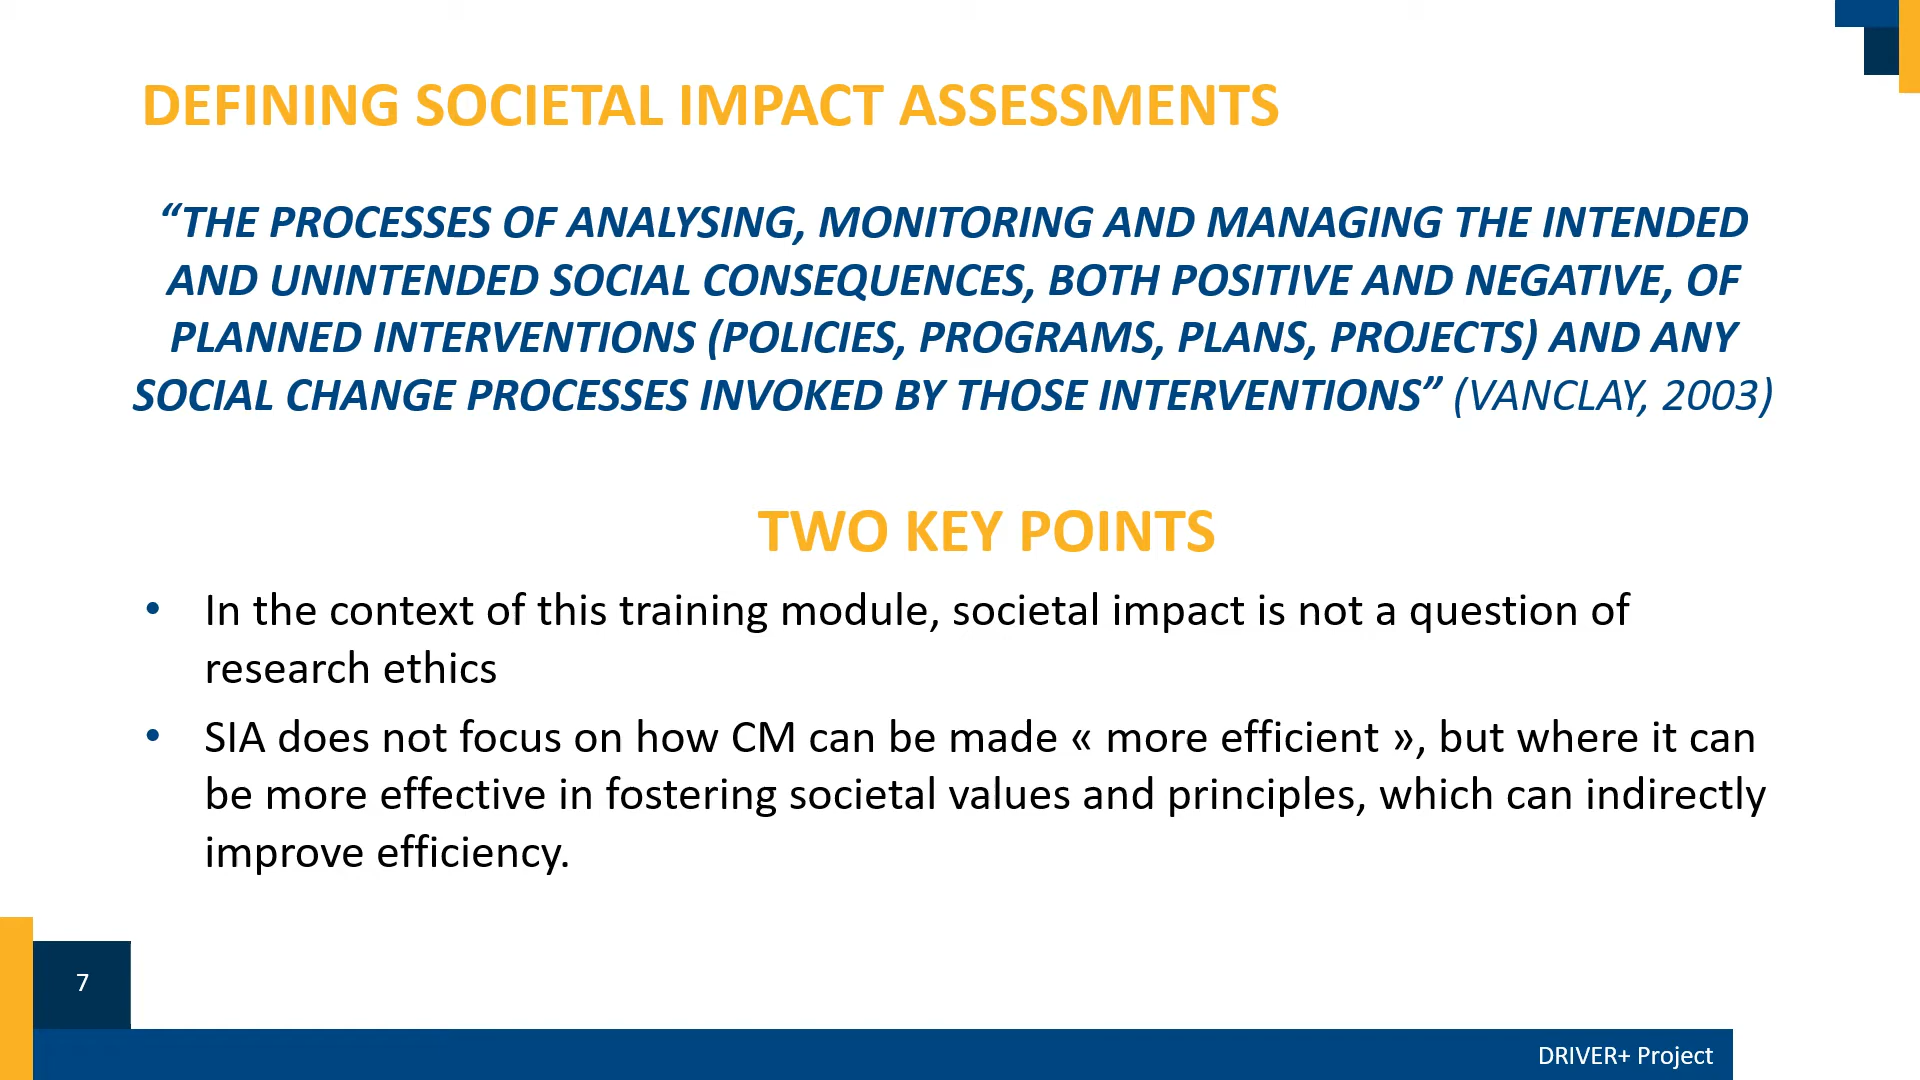 DEFINING SOCIETAL IMPACT ASSESSMENTS
“THE PROCESSES OF ANALYSING, MONITORING AND MANAGING THE INTENDED
AND UNINTENDED SOCIAL CONSEQUENCES, BOTH POSITIVE AND NEGATIVE, OF
PLANNED INTERVENTIONS (POLICIES, PROGRAMS, PLANS, PROJECTS) AND ANY
SOCIAL CHANGE PROCESSES INVOKED BY THOSE INTERVENTIONS” (VANCLAY, 2003)
TWO KEY POINTS
• In the context of this training module, societal impact is not a question of
research ethics
• SIA does not focus on how CM can be made « more efficient », but where it can
be more effective in fostering societal values and principles, which can indirectly
improve efficiency.
7
DRIVER+ Project